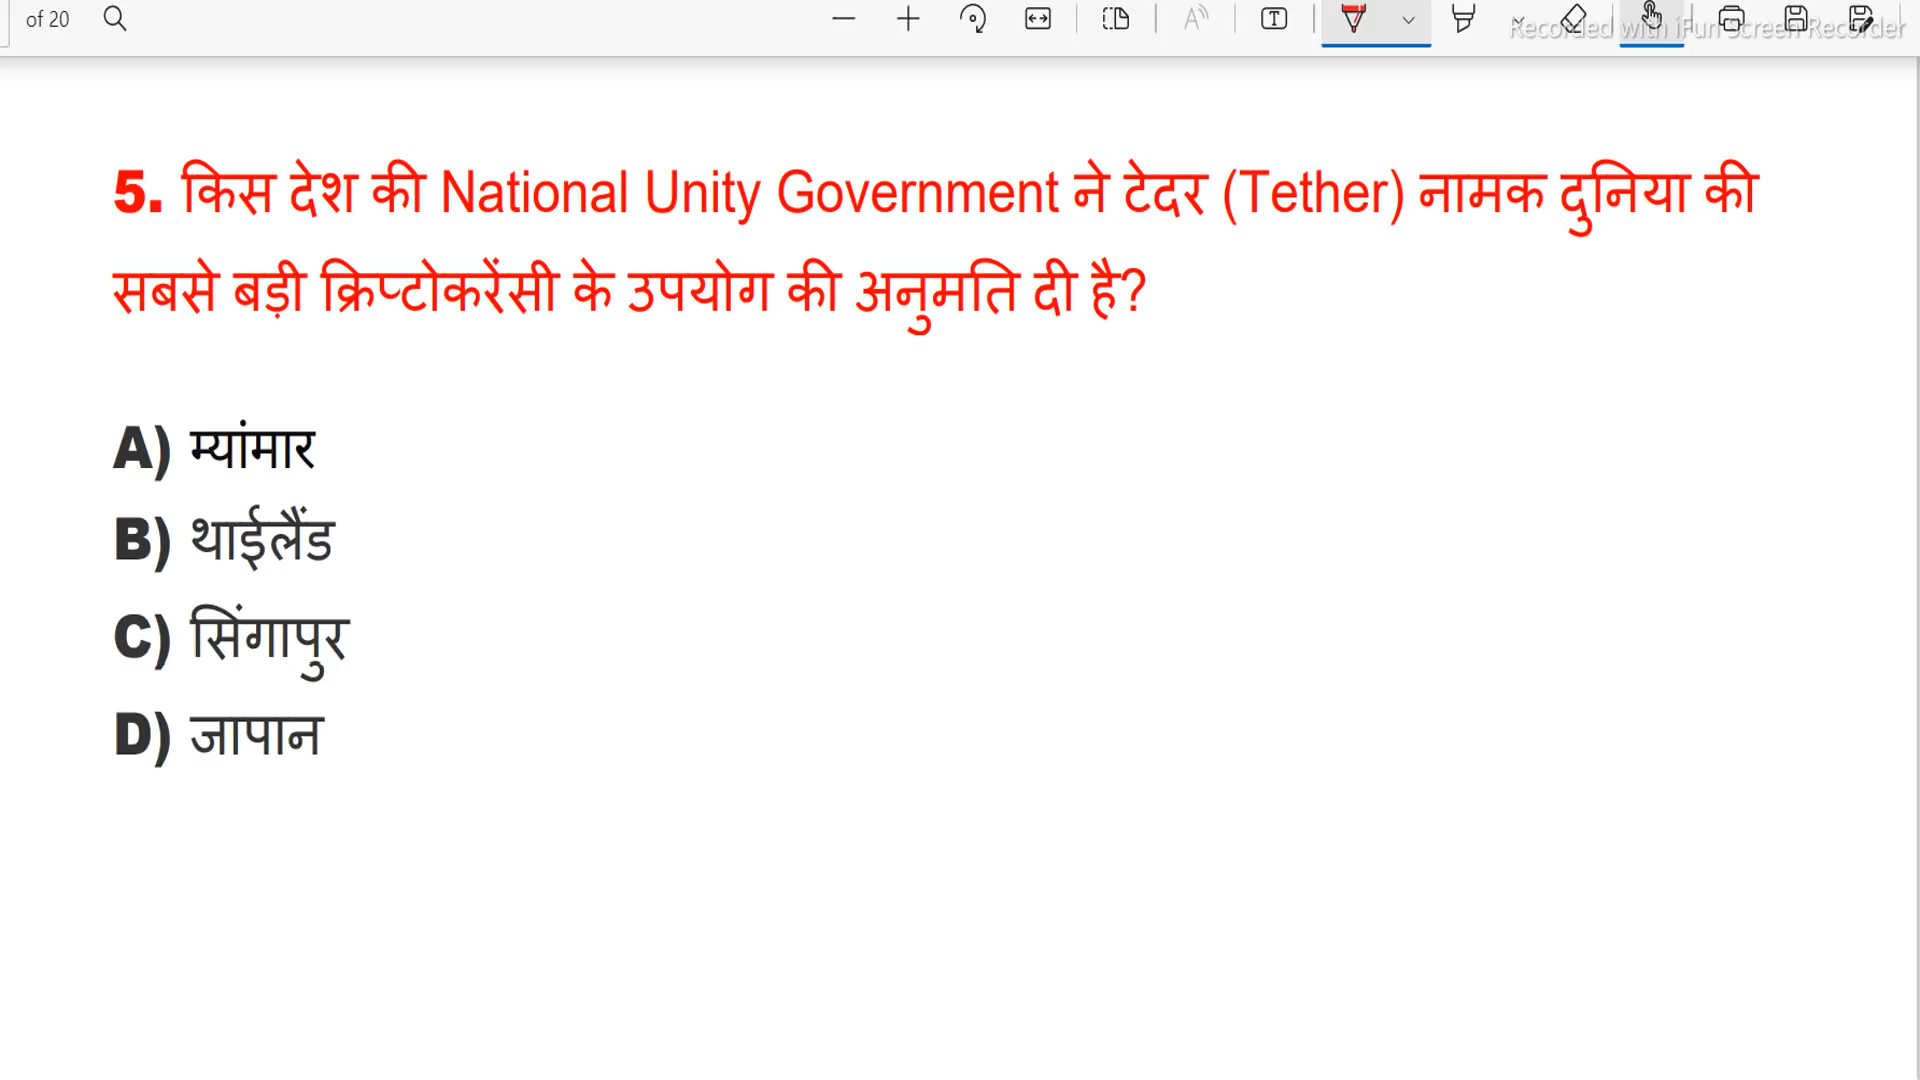 of 20
Recorded with iFun Screen Recorder
5. किस देश की National Unity Government ने टेदर (Tether) नामक दुनिया की
सबसे बड़ी क्रिप्टोकरेंसी के उपयोग की अनुमति दी है?
A) म्यांमार
B) थाईलैंड
C) सिंगापुर
D) जापान